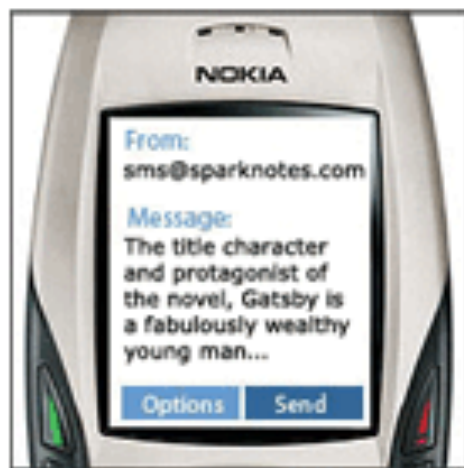 NOKIA
From:
sms@sparknotes.com
Message:
The title character
and protagonist of
the novel, Gatsby is
a fabulously wealthy
young man...
Options Send